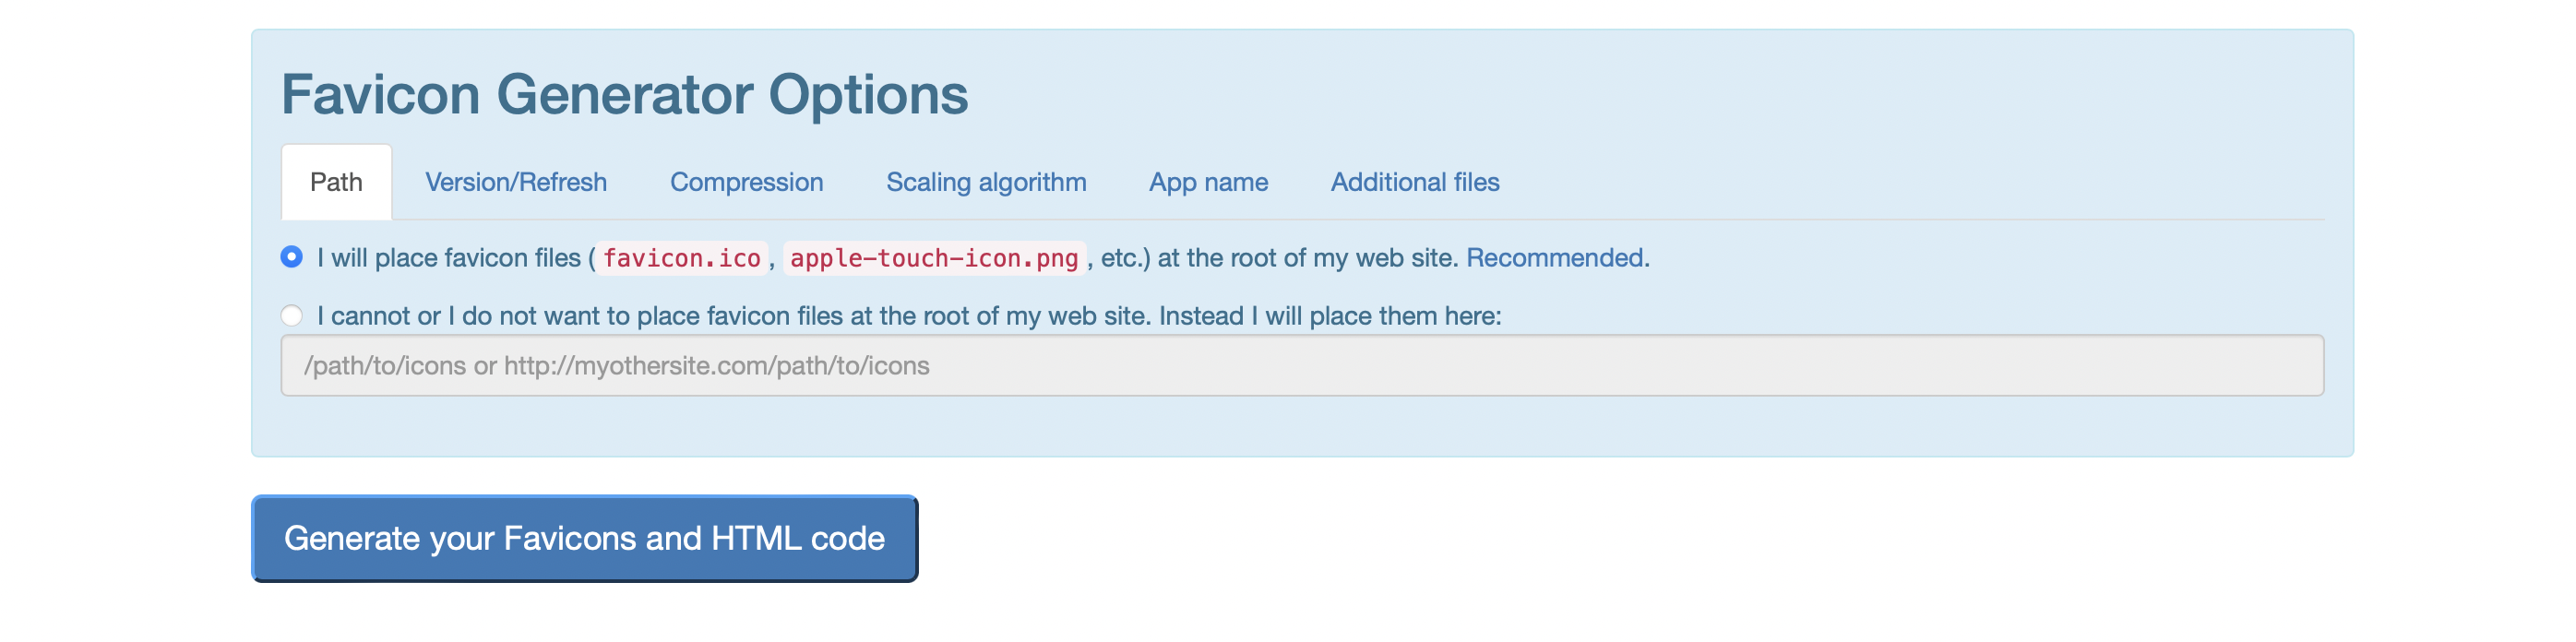 Favicon Generator Options
Path Version/Refresh Compression Scaling algorithm App name Additional files
I will place favicon files (favicon.ico, apple-touch-icon.png, etc.) at the root of my web site. Recommended.
I cannot or I do not want to place favicon files at the root of my web site. Instead I will place them here:
/path/to/icons or http://myothersite.com/path/to/icons
Generate your Favicons and HTML code